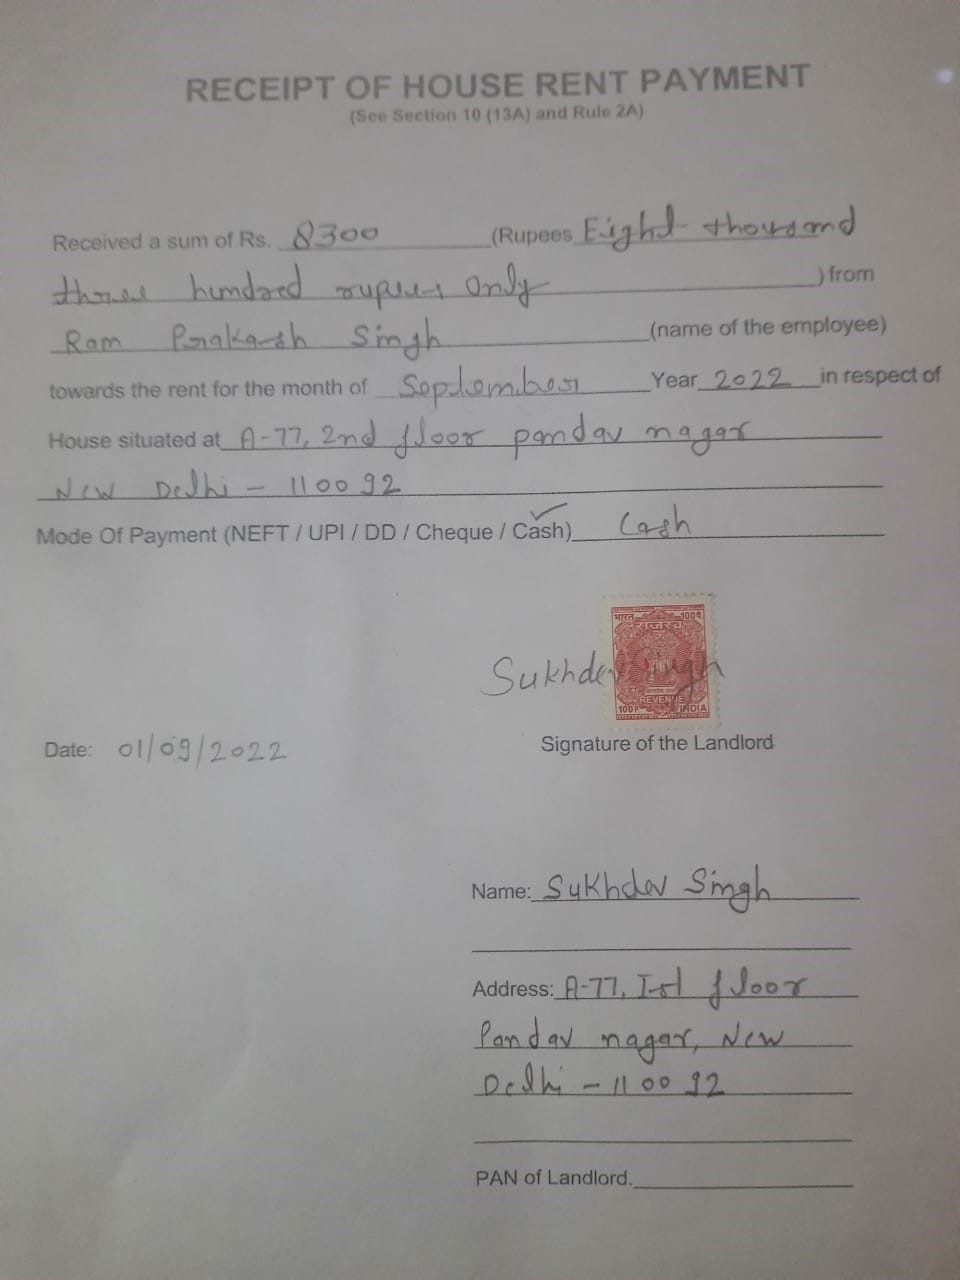 RECEIPT OF HOUSE RENT PAYMENT
(See Section 10 (13A) and Rule 2A)
Received a sum of Rs. 8300 (Rupees Eight thousand
three hundred rupees Only ) from
Ram Prakash Singh (name of the employee)
towards the rent for the month of September Year 2022 in respect of
House situated at A-77, 2nd floor pandav nagar
New Delhi - 110092
Mode Of Payment (NEFT / UPI / DD / Cheque / Cash) Cash
भारत 100प
राजस्व
Sukhdev Singh
REVENUE
100P INDIA
Signature of the Landlord
Date: 01/09/2022
Name: Sukhdev Singh
Address: A-77, Ist floor
Pandav nagar, New
Delhi - 110092
PAN of Landlord.